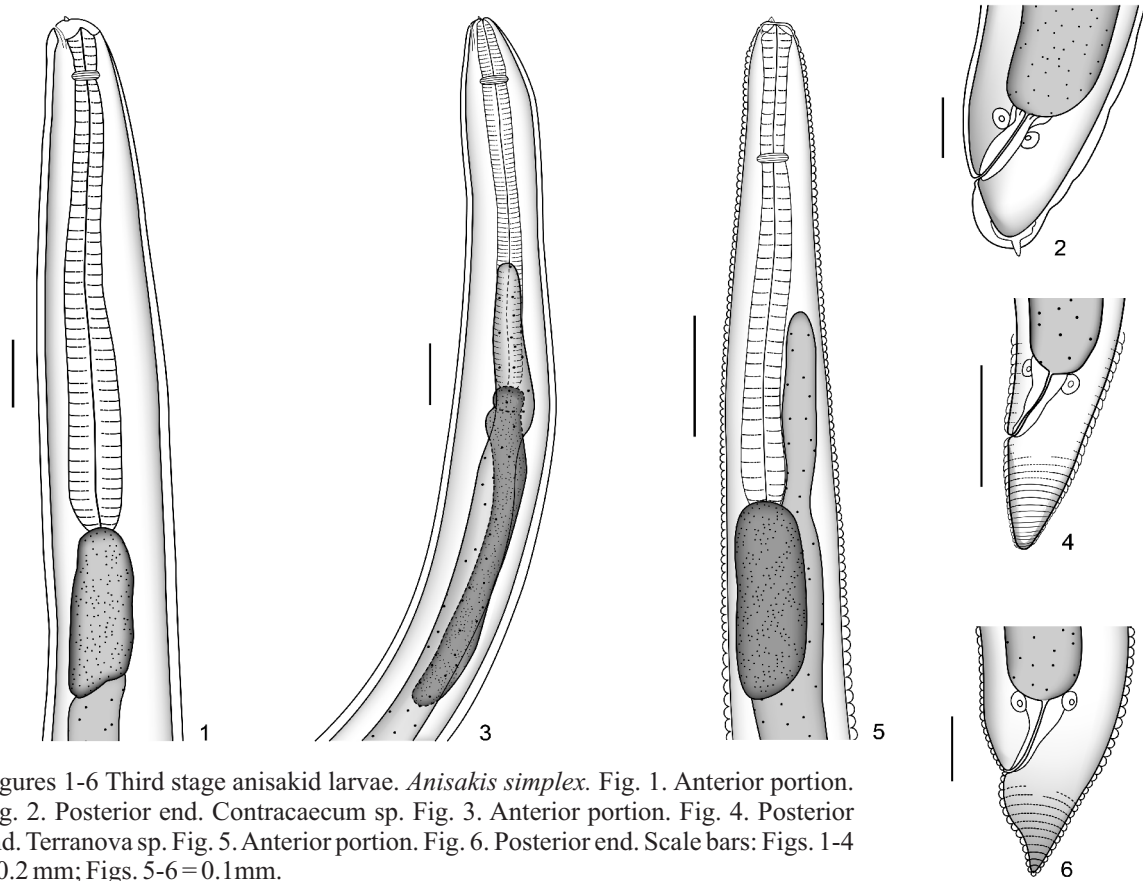 1
3
5
2
4
6
gures 1-6 Third stage anisakid larvae. Anisakis simplex. Fig. 1. Anterior portion.
g. 2. Posterior end. Contracaecum sp. Fig. 3. Anterior portion. Fig. 4. Posterior
d. Terranova sp. Fig. 5. Anterior portion. Fig. 6. Posterior end. Scale bars: Figs. 1-4
0.2 mm; Figs. 5-6 = 0.1mm.